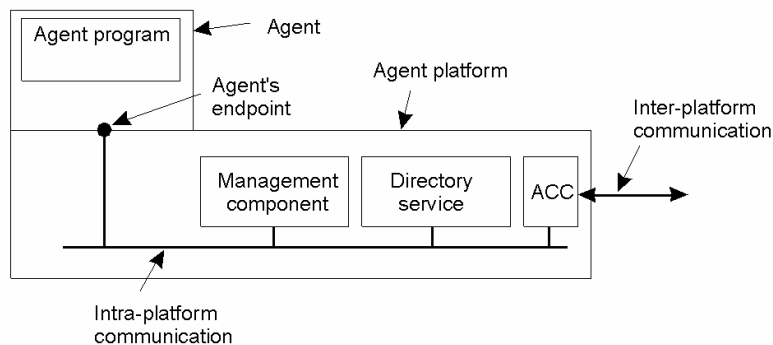 Agent program
Agent
Agent's
endpoint
Agent platform
Inter-platform
communication
Management
component
Directory
service
ACC
Intra-platform
communication